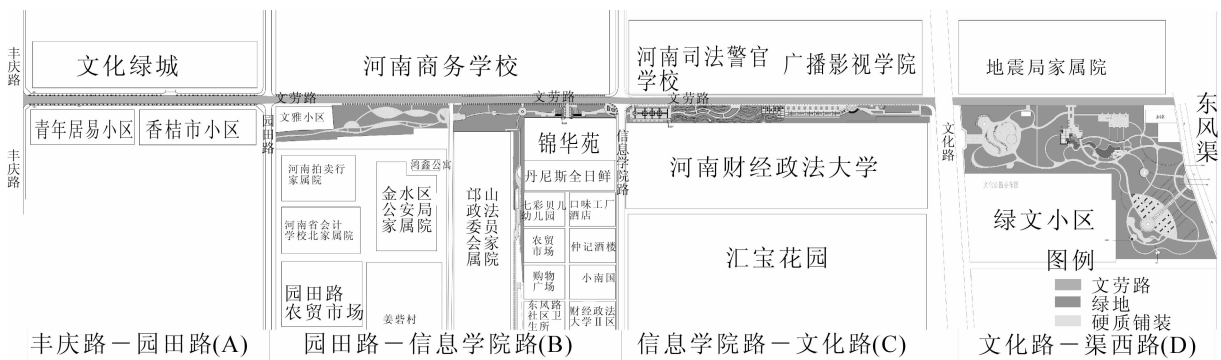 丰庆路
文化绿城
青年居易小区
香桔市小区
丰庆路
园田路
河南商务学校
文劳路
文劳路
文雅小区
河南拍卖行
家属院
河南省会计
学校北家属院
园田路
农贸市场
鸿鑫公寓
金水区
公安局
家属院
姜砦村
邙山
政法
委员
会家
属院
锦华苑
丹尼斯全日鲜
七彩贝儿
幼儿园
口味工厂
酒店
农贸
市场
仲记酒楼
购物
广场
小南国
东风路
社区卫
生所
财经政法
大学Ⅱ区
信息学院路
河南司法警官
学校
广播影视学院
文劳路
河南财经政法大学
汇宝花园
文化路
地震局家属院
东风渠
绿文小区
图例
文劳路
绿地
硬质铺装
丰庆路－园田路(A)
园田路－信息学院路(B)
信息学院路－文化路(C)
文化路－渠西路(D)